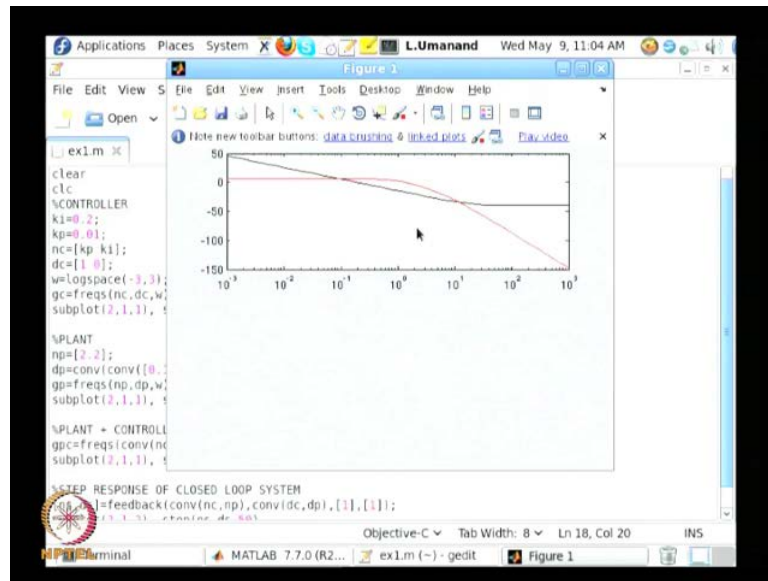 Applications Places System L.Umanand Wed May 9, 11:04 AM
Figure 1
File Edit View S
File Edit View Insert Tools Desktop Window Help
Open
Note new toolbar buttons: data brushing & linked plots Play video
ex1.m
50
0
-50
-100
-150
10^-3 10^-2 10^-1 10^0 10^1 10^2 10^3
clear
clc
%CONTROLLER
ki=0.2;
kp=0.01;
nc=[kp ki];
dc=[1 0];
w=logspace(-3,3);
gc=freqs(nc,dc,w)
subplot(2,1,1), s
%PLANT
np=[2.2];
dp=conv(conv([0.
gp=freqs(np,dp,w)
subplot(2,1,1), s
%PLANT + CONTROLL
gpc=freqs(conv(nc
subplot(2,1,1), s
%STEP RESPONSE OF CLOSED LOOP SYSTEM
=feedback(conv(nc,np),conv(dc,dp),[1],[1]);
Objective-C Tab Width: 8 Ln 18, Col 20 INS
NPTEL
Terminal MATLAB 7.7.0 (R2... ex1.m (~) - gedit Figure 1